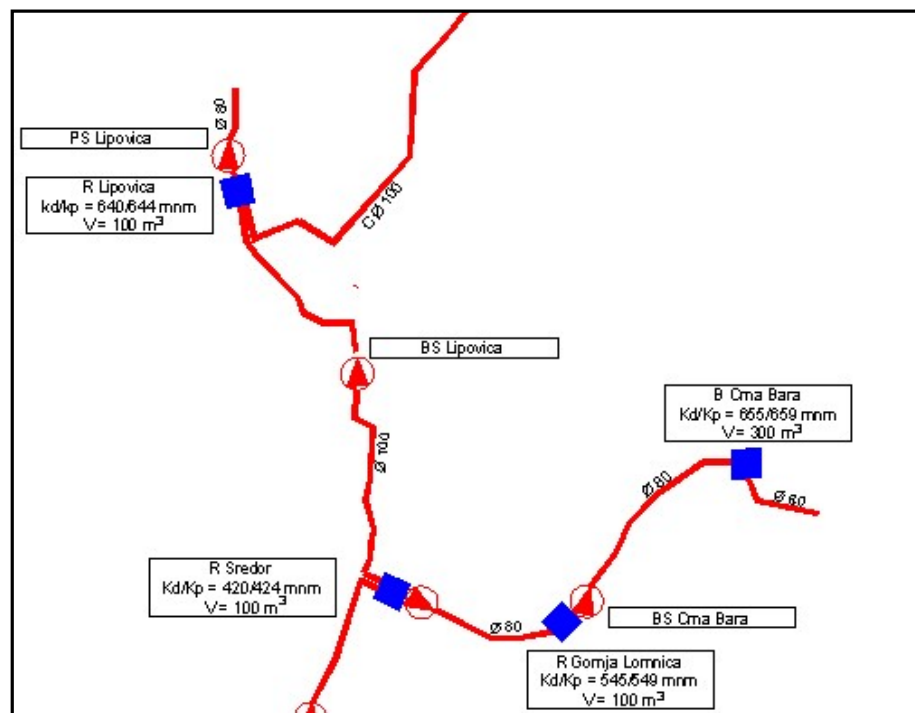 Ø 80
PS Lipovica
R Lipovica
kd/kp = 640/644 mnm
V= 100 m³
C Ø 100
BS Lipovica
B Crna Bara
Kd/Kp = 655/659 mnm
V= 300 m³
Ø 100
Ø 80
Ø 80
R Sredor
Kd/Kp = 420/424 mnm
V= 100 m³
Ø 80
BS Crna Bara
R Gornja Lomnica
Kd/Kp = 545/549 mnm
V= 100 m³